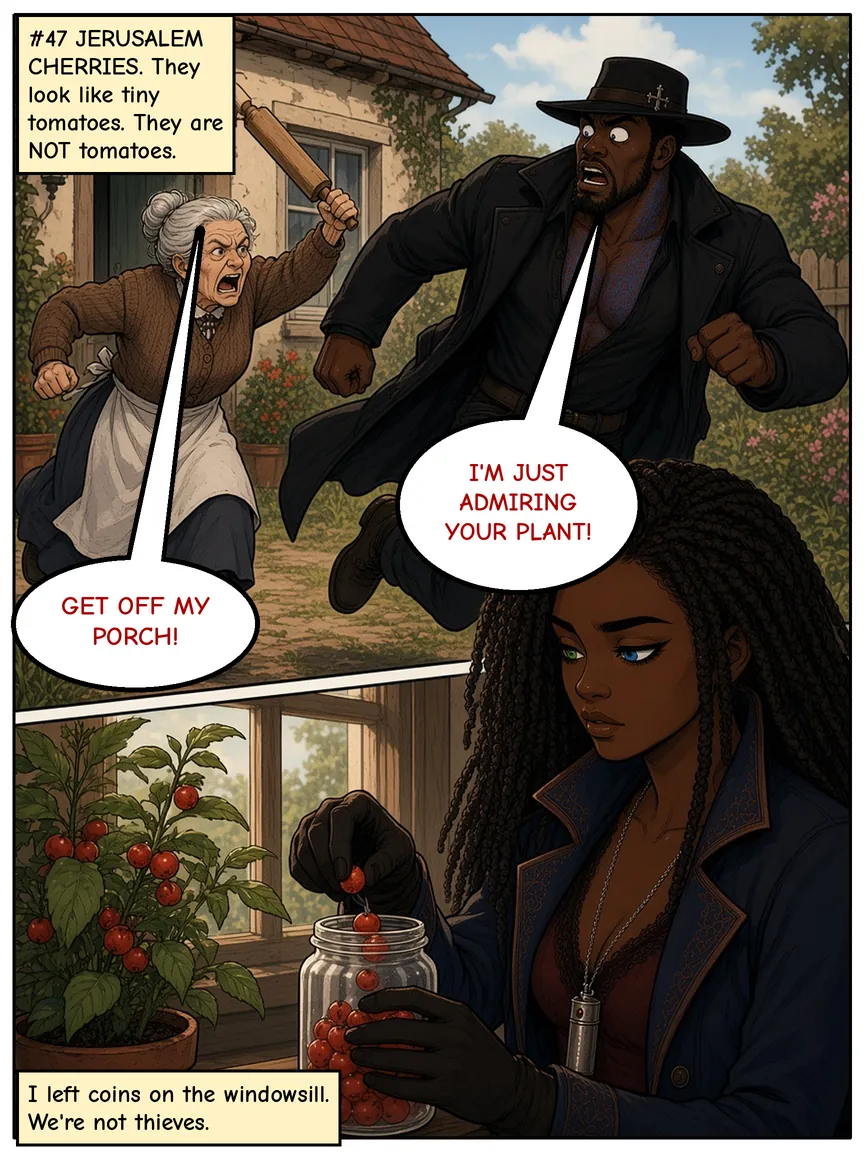 #47 JERUSALEM
CHERRIES. They
look like tiny
tomatoes. They are
NOT tomatoes.
I'M JUST
ADMIRING
YOUR PLANT!
GET OFF MY
PORCH!
I left coins on the windowsill.
We're not thieves.